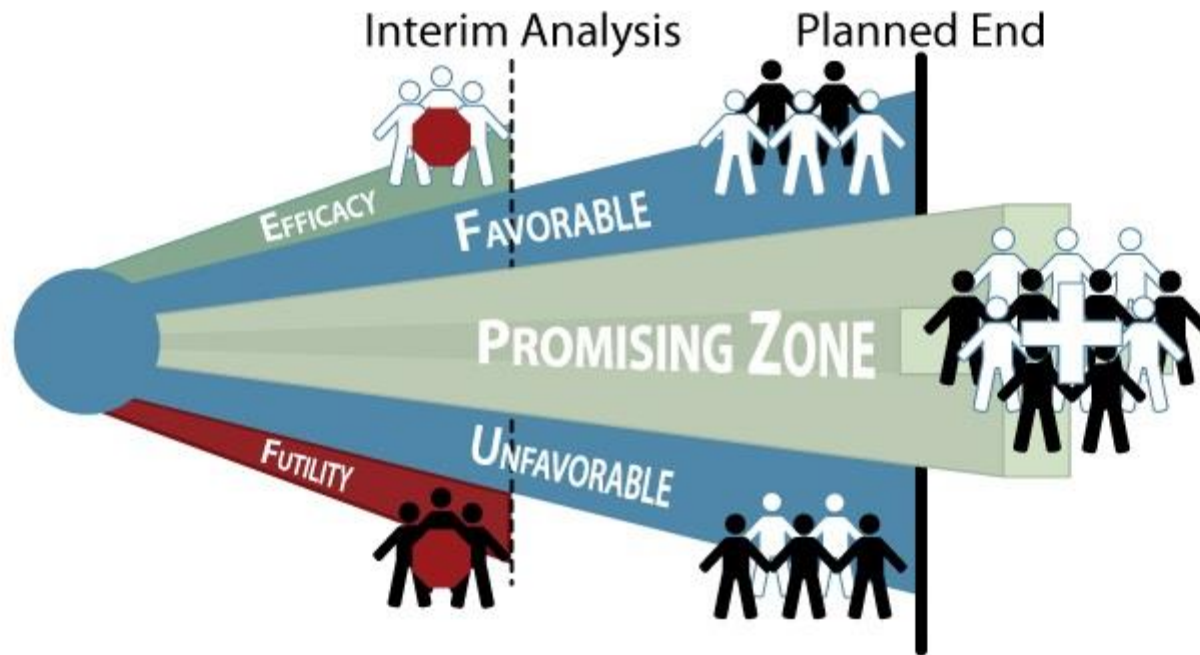 Interim Analysis
Planned End
EFFICACY
FAVORABLE
PROMISING ZONE
UNFAVORABLE
FUTILITY